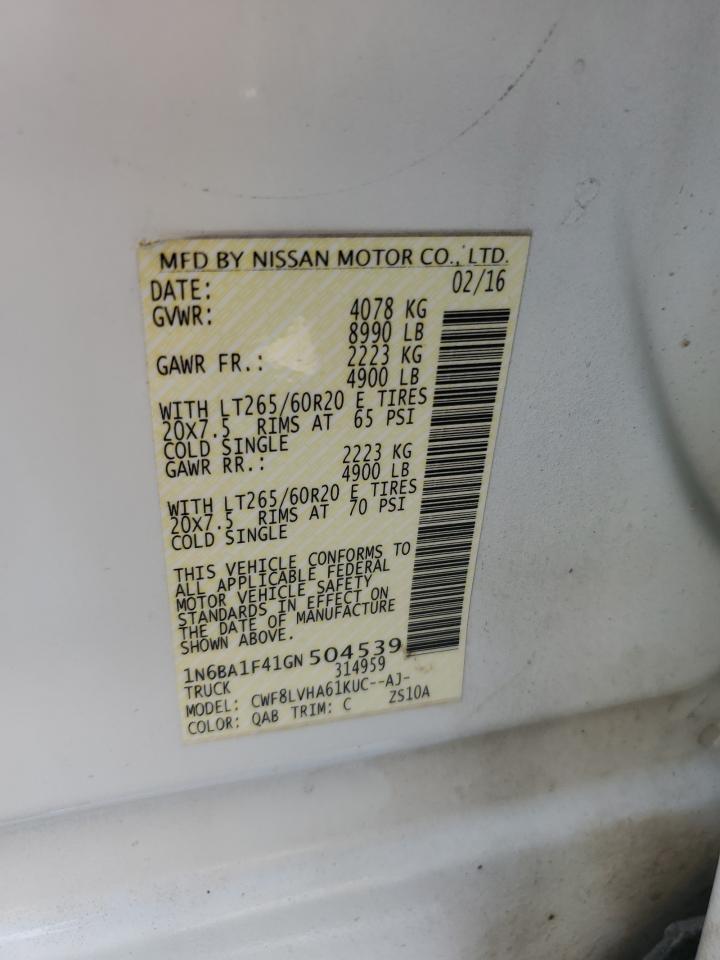 MFD BY NISSAN MOTOR CO., LTD.
DATE: 02/16
GVWR: 4078 KG
8990 LB
GAWR FR.: 2223 KG
4900 LB
WITH LT265/60R20 E TIRES
20X7.5 RIMS AT 65 PSI
COLD SINGLE
GAWR RR.: 2223 KG
4900 LB
WITH LT265/60R20 E TIRES
20X7.5 RIMS AT 70 PSI
COLD SINGLE
THIS VEHICLE CONFORMS TO
ALL APPLICABLE FEDERAL
MOTOR VEHICLE SAFETY
STANDARDS IN EFFECT ON
THE DATE OF MANUFACTURE
SHOWN ABOVE.
1N6BA1F41GN504539
314959
TRUCK
MODEL: CWF8LVHA61KUC--AJ-
ZS10A
COLOR: QAB TRIM: C